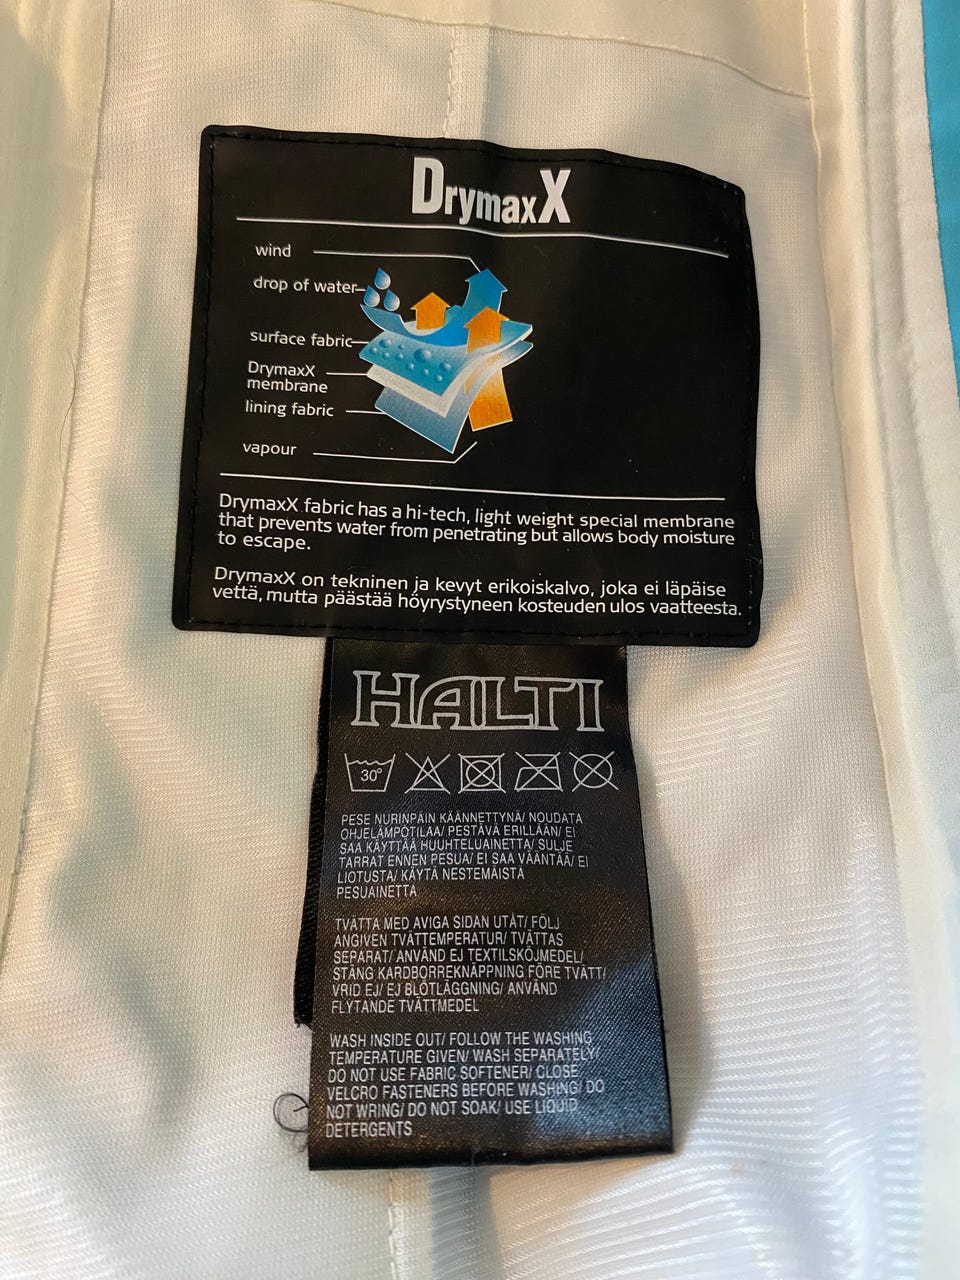 DrymaxX
wind
drop of water
surface fabric
DrymaxX
membrane
lining fabric
vapour
DrymaxX fabric has a hi-tech, light weight special membrane
that prevents water from penetrating but allows body moisture
to escape.
DrymaxX on tekninen ja kevyt erikoiskalvo, joka ei läpäise
vettä, mutta päästää höyrystyneen kosteuden ulos vaatteesta.
HALTI
30°
PESE NURINPÄIN KÄÄNNETTYNÄ/ NOUDATA
OHJELÄMPÖTILAA/ PESTÄVÄ ERILLÄÄN/ EI
SAA KÄYTTÄÄ HUUHTELUAINETTA/ SULJE
TARRAT ENNEN PESUA/ EI SAA VÄÄNTÄÄ/ EI
LIOTUSTA/ KÄYTÄ NESTEMÄISTÄ
PESUAINETTA
TVÄTTA MED AVIGA SIDAN UTÅT/ FÖLJ
ANGIVEN TVÄTTEMPERATUR/ TVÄTTAS
SEPARAT/ ANVÄND EJ TEXTILSKÖJMEDEL/
STÄNG KARDBORREKNÄPPNING FÖRE TVÄTT/
VRID EJ/ EJ BLÖTLÄGGNING/ ANVÄND
FLYTANDE TVÄTTMEDEL
WASH INSIDE OUT/ FOLLOW THE WASHING
TEMPERATURE GIVEN/ WASH SEPARATELY/
DO NOT USE FABRIC SOFTENER/ CLOSE
VELCRO FASTENERS BEFORE WASHING/ DO
NOT WRING/ DO NOT SOAK/ USE LIQUID
DETERGENTS